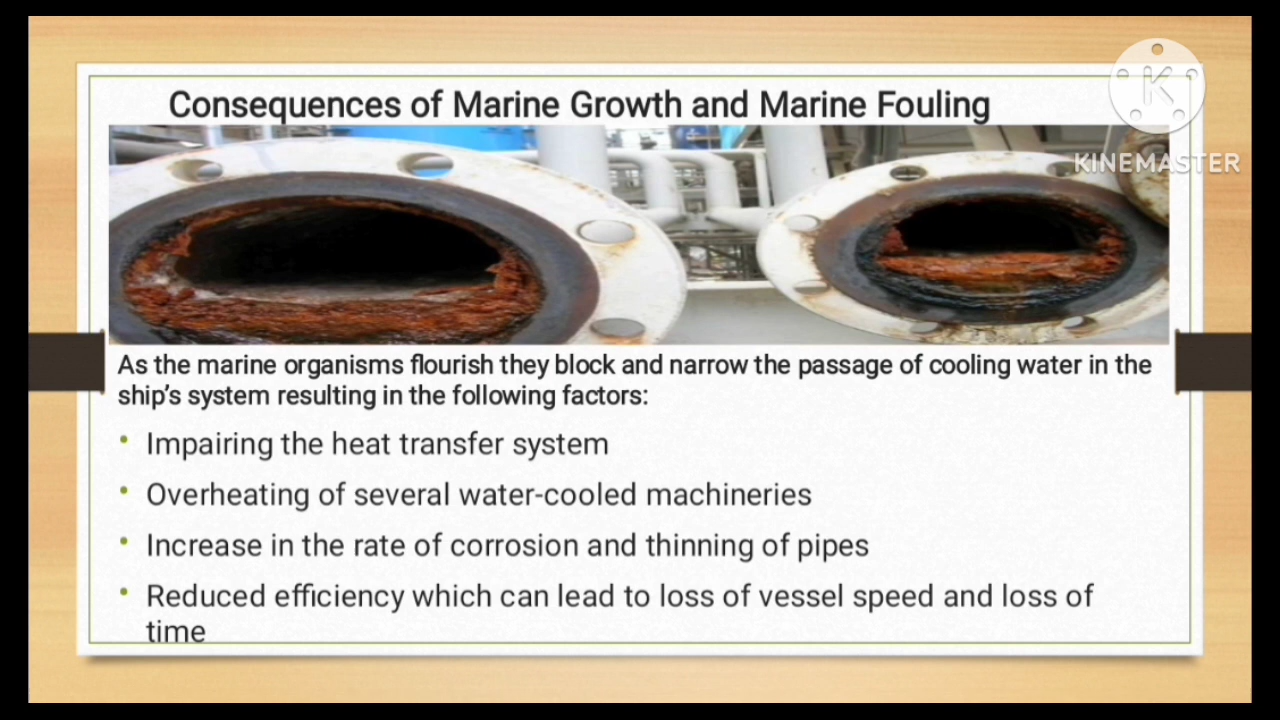 Consequences of Marine Growth and Marine Fouling
K
KINEMASTER
As the marine organisms flourish they block and narrow the passage of cooling water in the
ship's system resulting in the following factors:
• Impairing the heat transfer system
• Overheating of several water-cooled machineries
• Increase in the rate of corrosion and thinning of pipes
• Reduced efficiency which can lead to loss of vessel speed and loss of
time